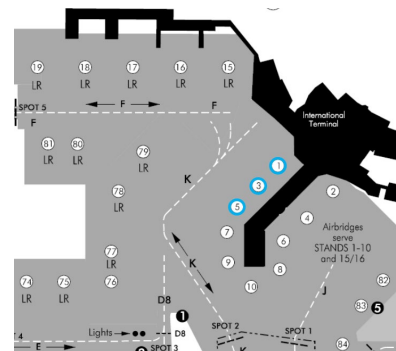 19
18
17
16
15
LR
LR
LR
LR
LR
F
F
SPOT 5
F
International
Terminal
81
80
79
LR
LR
LR
K
1
3
5
2
78
LR
4
7
6
Airbridges
serve
STANDS 1-10
and 15/16
77
LR
K
9
8
74
75
76
LR
LR
10
J
82
83
5
D8
1
SPOT 4
E
Lights
D8
SPOT 3
SPOT 2
SPOT 1
K
84